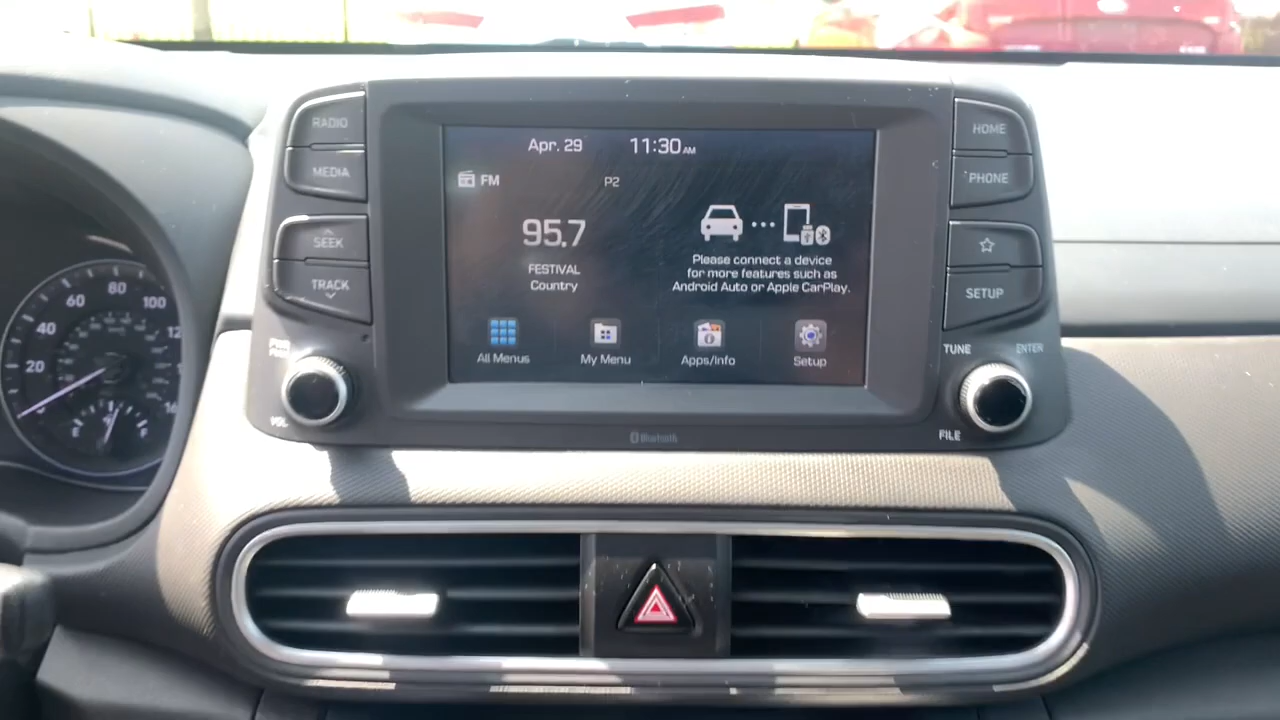 RADIO
MEDIA
SEEK
TRACK
VOL
Apr. 29
11:30 AM
FM
P2
95.7
FESTIVAL
Country
Please connect a device
for more features such as
Android Auto or Apple CarPlay.
All Menus
My Menu
Apps/Info
Setup
Bluetooth
HOME
PHONE
SETUP
TUNE
ENTER
FILE
20
40
60
80
100
E
F